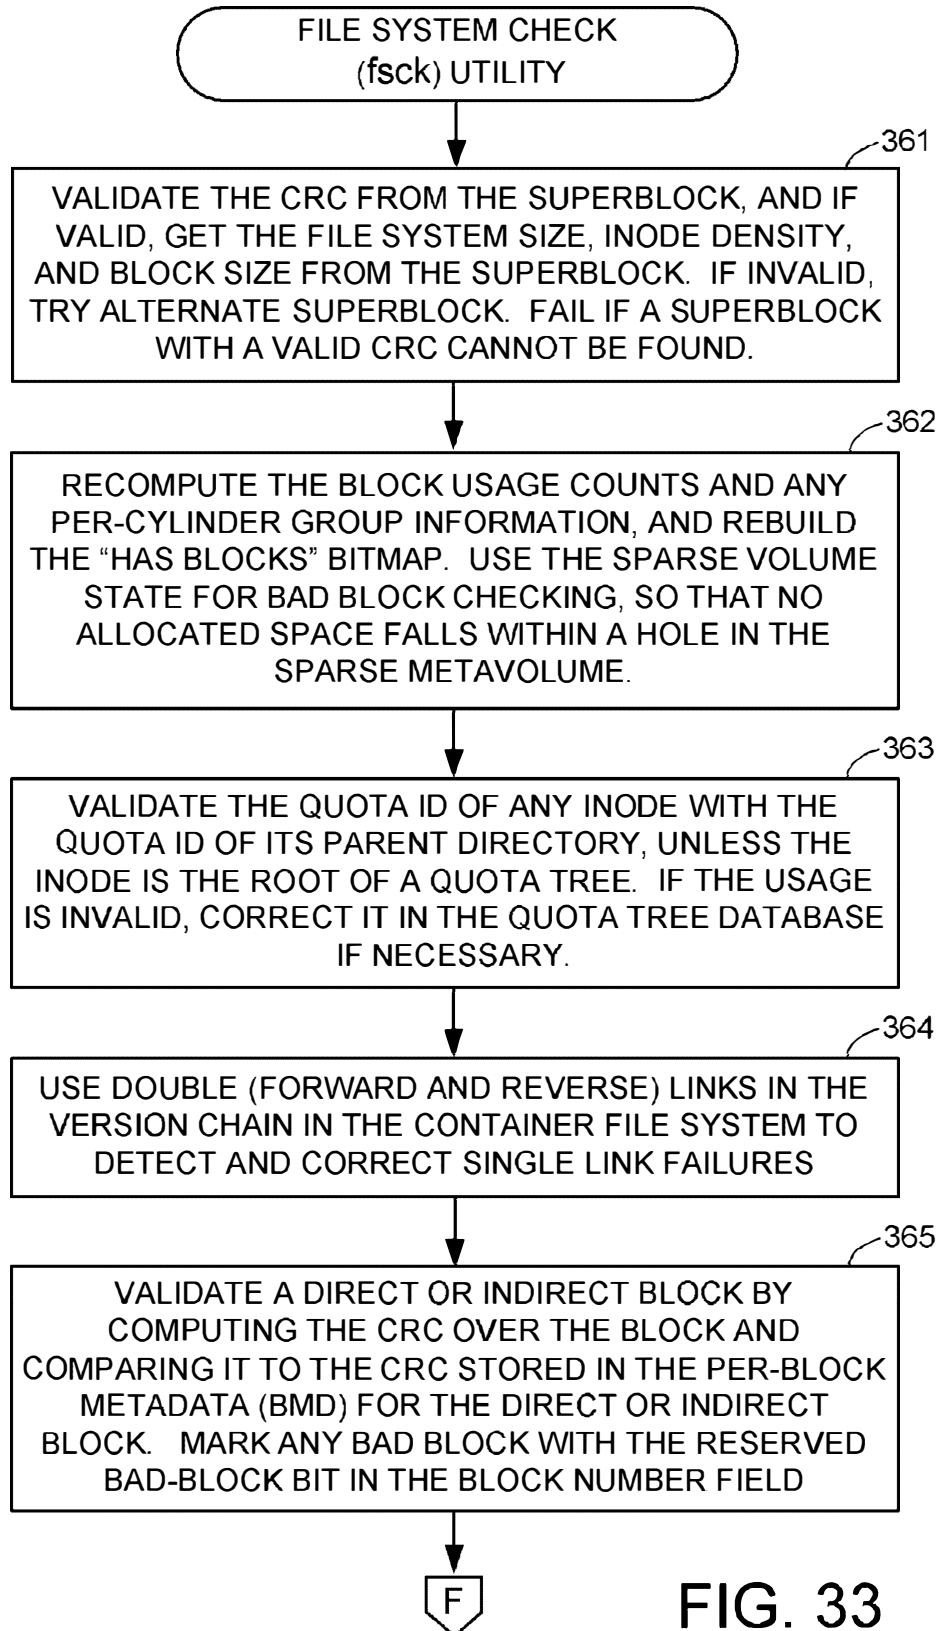 FILE SYSTEM CHECK
(fsck) UTILITY
361
VALIDATE THE CRC FROM THE SUPERBLOCK, AND IF
VALID, GET THE FILE SYSTEM SIZE, INODE DENSITY,
AND BLOCK SIZE FROM THE SUPERBLOCK. IF INVALID,
TRY ALTERNATE SUPERBLOCK. FAIL IF A SUPERBLOCK
WITH A VALID CRC CANNOT BE FOUND.
362
RECOMPUTE THE BLOCK USAGE COUNTS AND ANY
PER-CYLINDER GROUP INFORMATION, AND REBUILD
THE “HAS BLOCKS” BITMAP. USE THE SPARSE VOLUME
STATE FOR BAD BLOCK CHECKING, SO THAT NO
ALLOCATED SPACE FALLS WITHIN A HOLE IN THE
SPARSE METAVOLUME.
363
VALIDATE THE QUOTA ID OF ANY INODE WITH THE
QUOTA ID OF ITS PARENT DIRECTORY, UNLESS THE
INODE IS THE ROOT OF A QUOTA TREE. IF THE USAGE
IS INVALID, CORRECT IT IN THE QUOTA TREE DATABASE
IF NECESSARY.
364
USE DOUBLE (FORWARD AND REVERSE) LINKS IN THE
VERSION CHAIN IN THE CONTAINER FILE SYSTEM TO
DETECT AND CORRECT SINGLE LINK FAILURES
365
VALIDATE A DIRECT OR INDIRECT BLOCK BY
COMPUTING THE CRC OVER THE BLOCK AND
COMPARING IT TO THE CRC STORED IN THE PER-BLOCK
METADATA (BMD) FOR THE DIRECT OR INDIRECT
BLOCK. MARK ANY BAD BLOCK WITH THE RESERVED
BAD-BLOCK BIT IN THE BLOCK NUMBER FIELD
F
FIG. 33